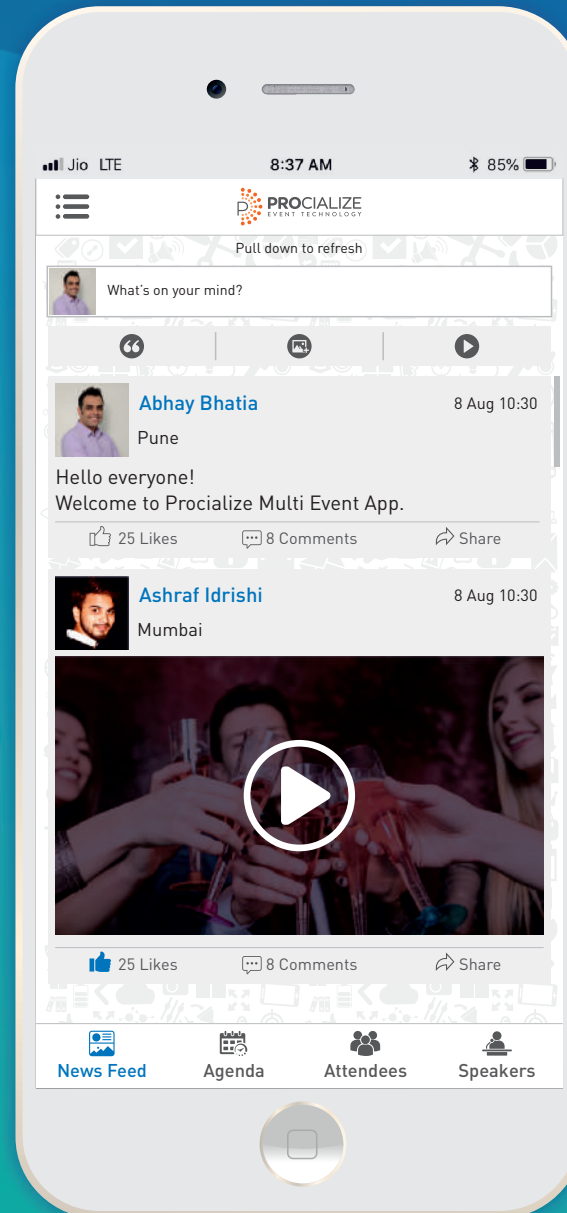 Jio LTE 8:37 AM 85%
PROCIALIZE
EVENT TECHNOLOGY
Pull down to refresh
What's on your mind?
Abhay Bhatia 8 Aug 10:30
Pune
Hello everyone!
Welcome to Procialize Multi Event App.
25 Likes 8 Comments Share
Ashraf Idrishi 8 Aug 10:30
Mumbai
25 Likes 8 Comments Share
News Feed Agenda Attendees Speakers